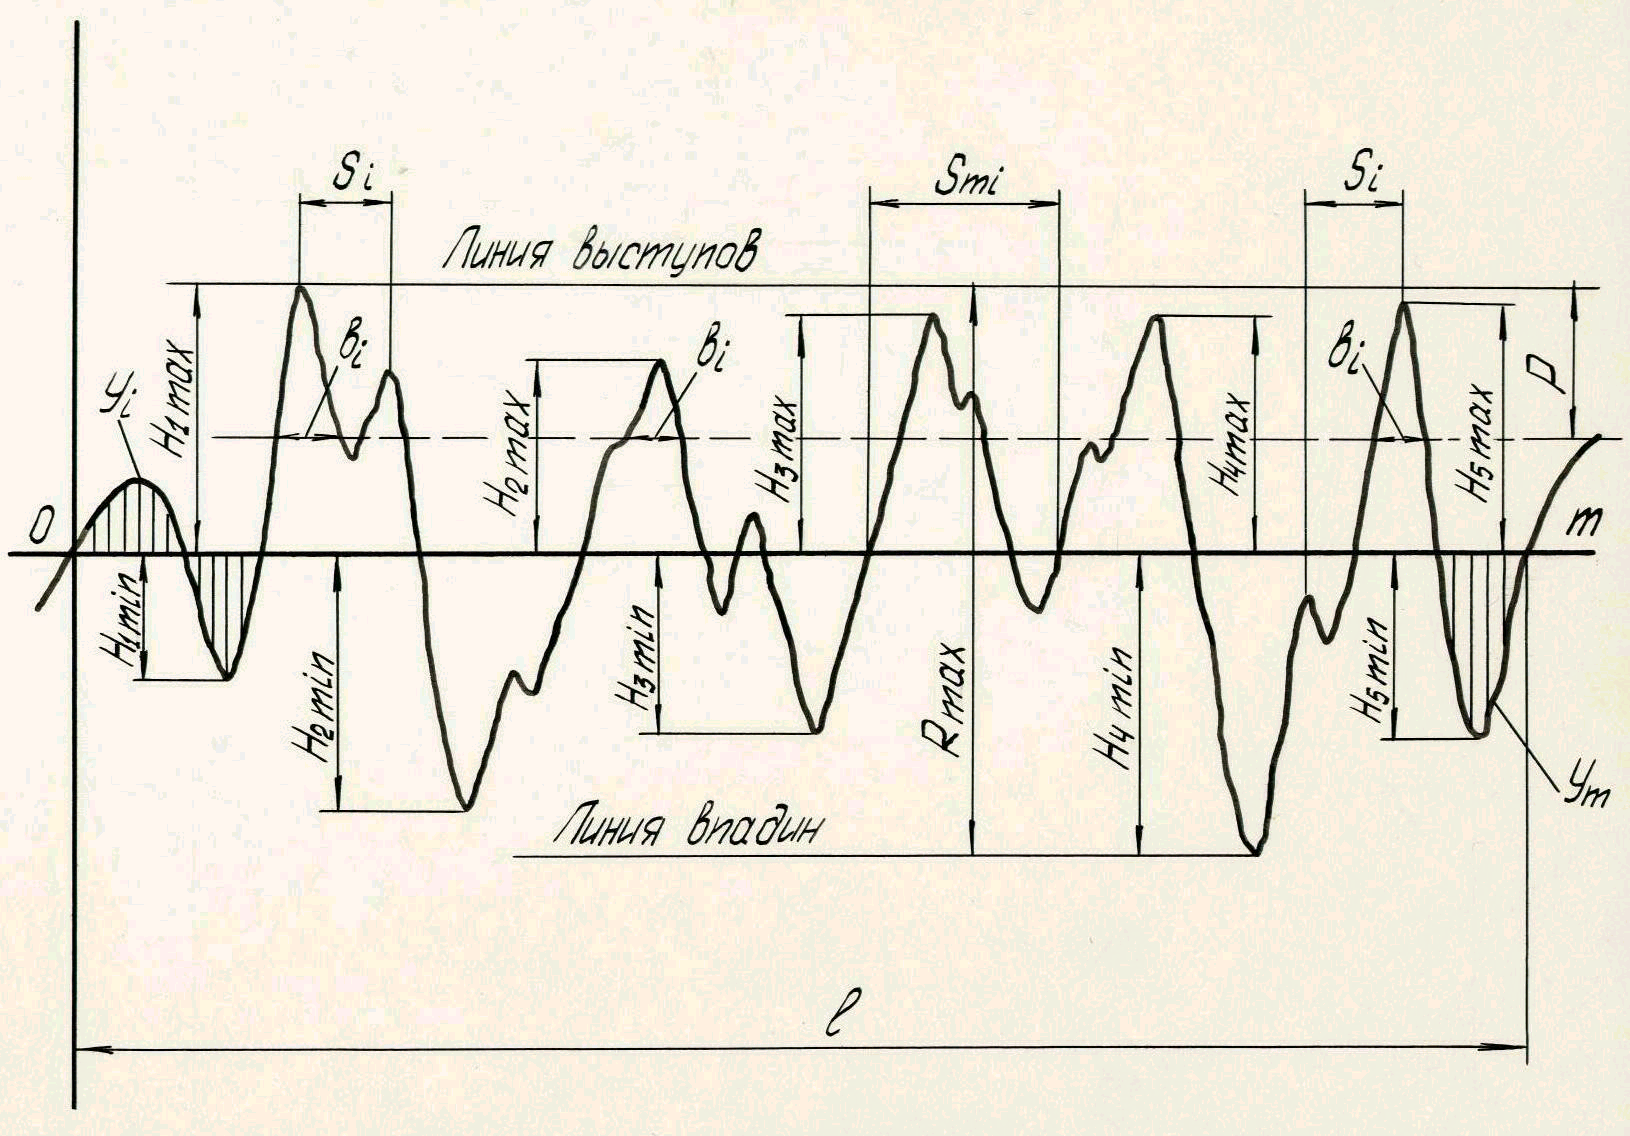 Si
Smi
Si
Линия выступов
bi
bi
bi
yi
H1max
H2max
H3max
H4max
H5max
p
0
m
H1min
H2min
H3min
Rmax
H4min
H5min
ym
Линия впадин
l